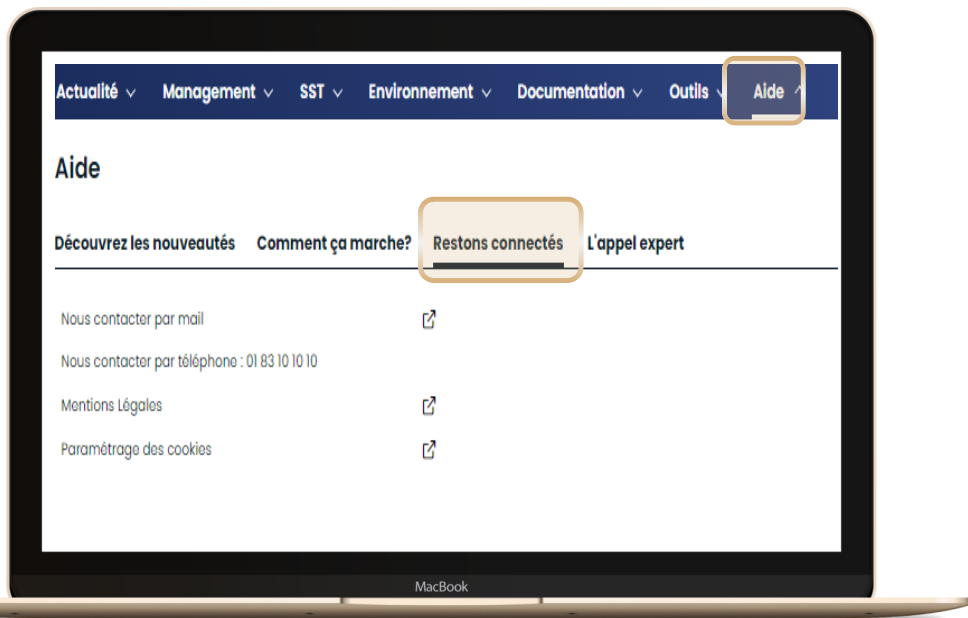 Actualité Management SST Environnement Documentation Outils Aide
Aide
Découvrez les nouveautés Comment ça marche? Restons connectés L'appel expert
Nous contacter par mail
Nous contacter par téléphone : 01 83 10 10 10
Mentions Légales
Paramétrage des cookies
MacBook